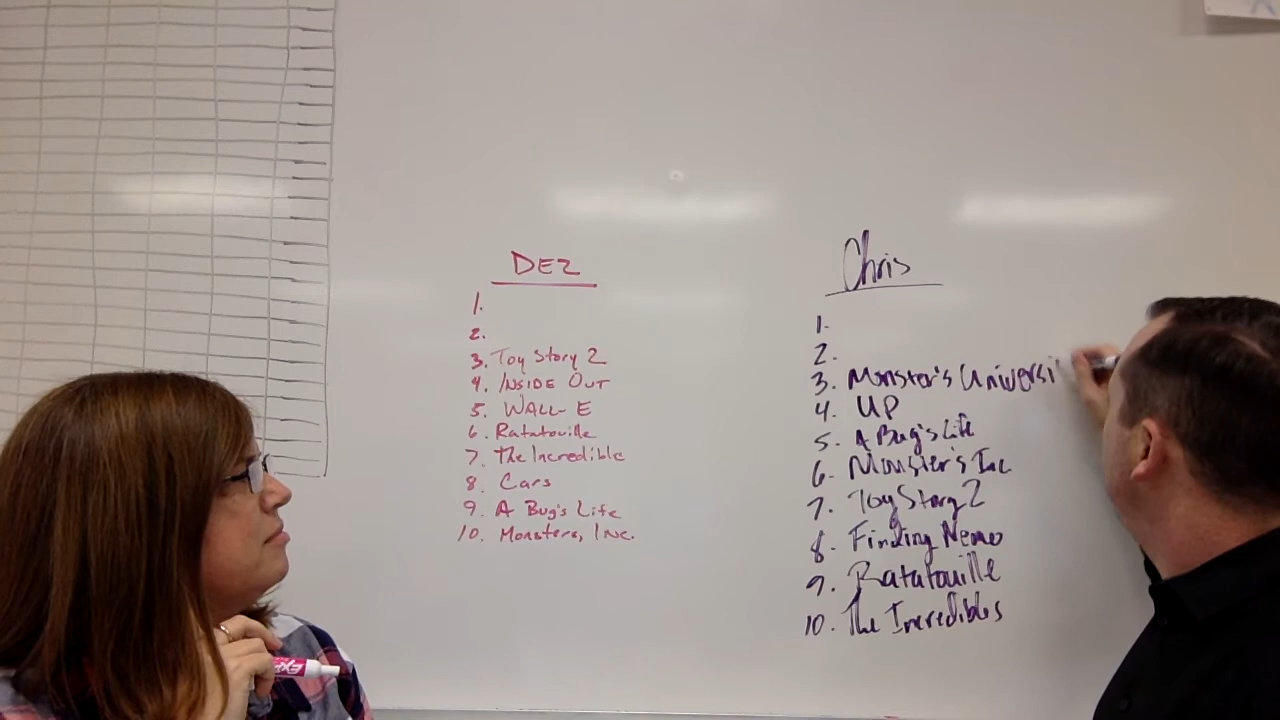 DEZ
1.
2.
3. Toy Story 2
4. INSIDE OUT
5. WALL-E
6. Ratatouille
7. The Incredible
8. Cars
9. A Bug's Life
10. Monsters, Inc.
Chris
1.
2.
3. Monster's Universi
4. UP
5. A Bug's Life
6. Monster's Inc
7. Toy Story 2
8. Finding Nemo
9. Ratatouille
10. The Incredibles